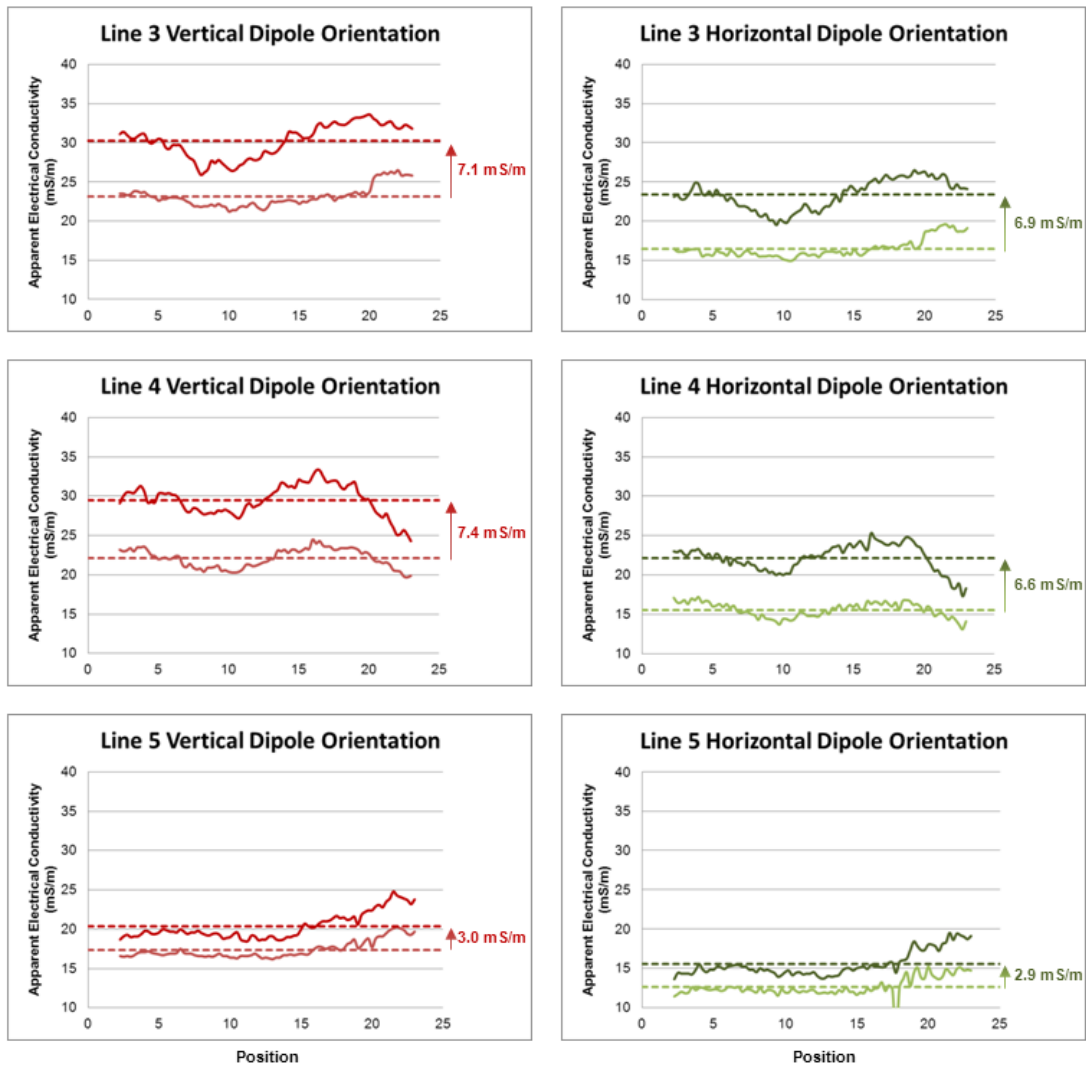 Line 3 Vertical Dipole Orientation
Apparent Electrical Conductivity
(mS/m)
40
35
30
25
20
15
10
0 5 10 15 20 25
7.1 mS/m
Line 3 Horizontal Dipole Orientation
Apparent Electrical Conductivity
(mS/m)
40
35
30
25
20
15
10
0 5 10 15 20 25
6.9 mS/m
Line 4 Vertical Dipole Orientation
Apparent Electrical Conductivity
(mS/m)
40
35
30
25
20
15
10
0 5 10 15 20 25
7.4 mS/m
Line 4 Horizontal Dipole Orientation
Apparent Electrical Conductivity
(mS/m)
40
35
30
25
20
15
10
0 5 10 15 20 25
6.6 mS/m
Line 5 Vertical Dipole Orientation
Apparent Electrical Conductivity
(mS/m)
40
35
30
25
20
15
10
0 5 10 15 20 25
3.0 mS/m
Position
Line 5 Horizontal Dipole Orientation
Apparent Electrical Conductivity
(mS/m)
40
35
30
25
20
15
10
0 5 10 15 20 25
2.9 mS/m
Position